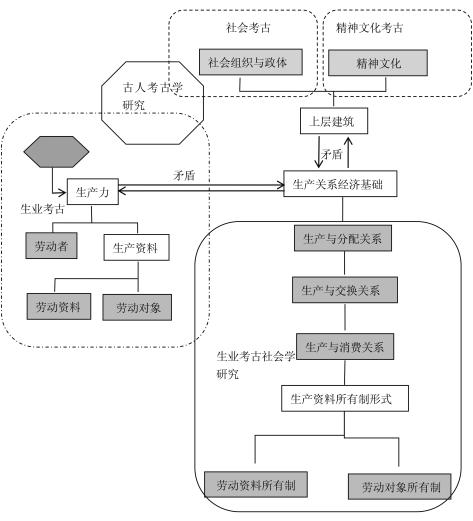 社会考古
精神文化考古
社会组织与政体
精神文化
古人考古学
研究
上层建筑
矛盾
矛盾
生产力
生产关系经济基础
生业考古
劳动者
生产资料
劳动资料
劳动对象
生产与分配关系
生产与交换关系
生产与消费关系
生业考古社会学
研究
生产资料所有制形式
劳动资料所有制
劳动对象所有制